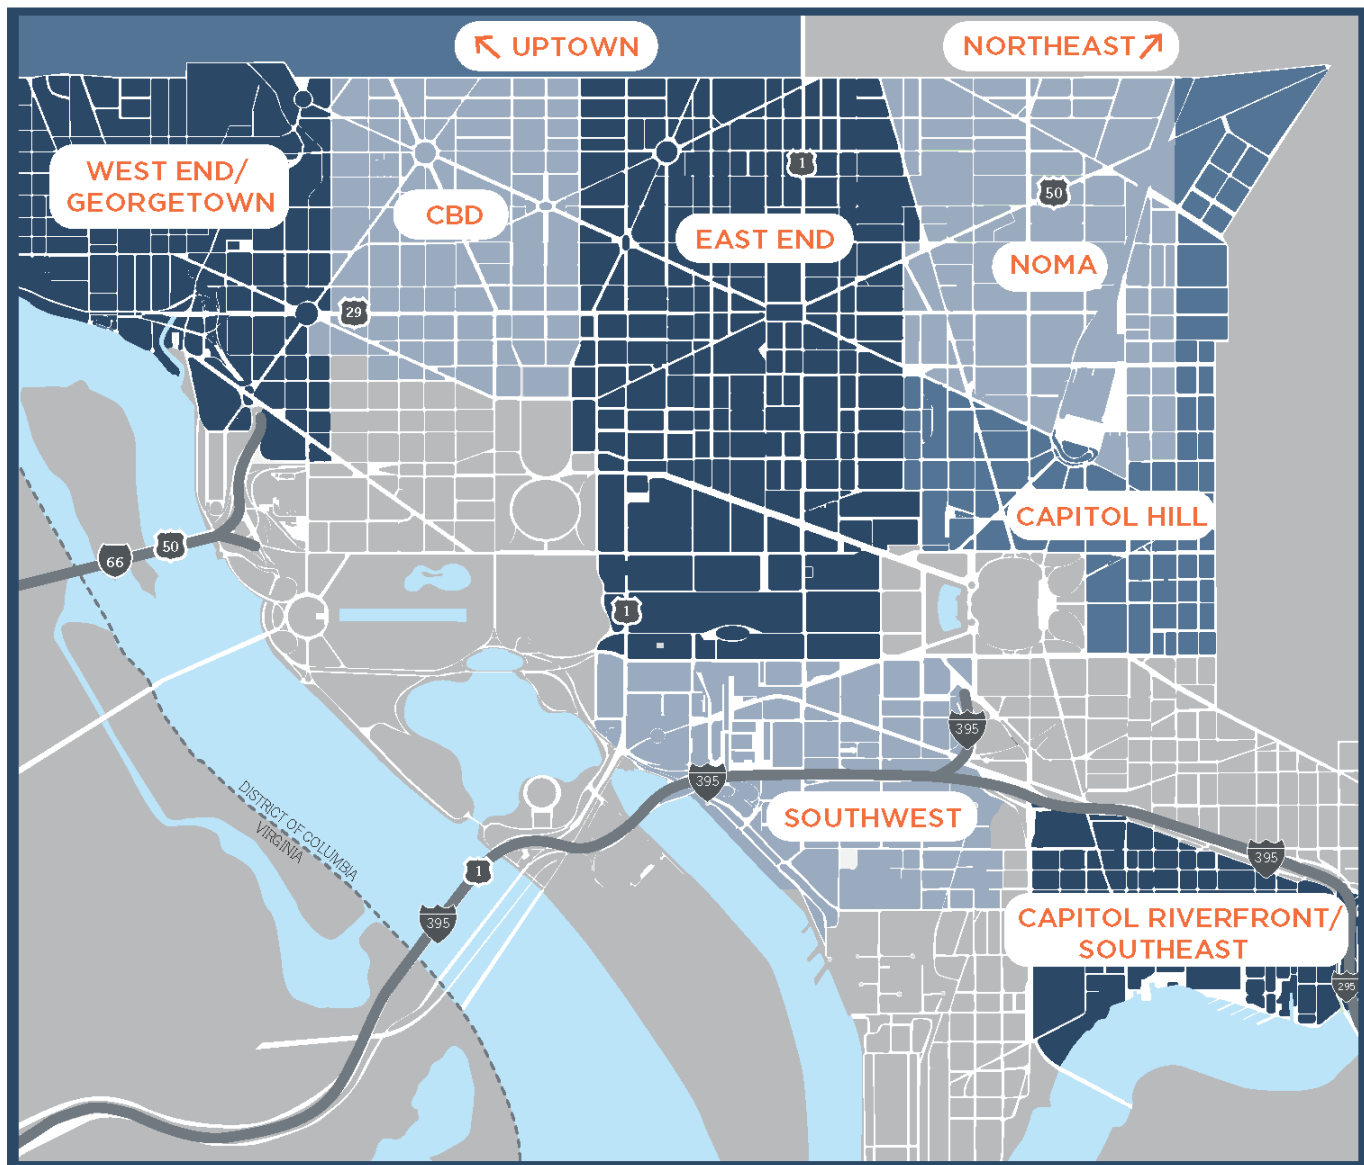 UPTOWN
NORTHEAST
WEST END/
GEORGETOWN
CBD
EAST END
1
50
NOMA
29
CAPITOL HILL
50
66
1
395
395
SOUTHWEST
DISTRICT OF COLUMBIA
VIRGINIA
1
395
395
CAPITOL RIVERFRONT/
SOUTHEAST
295